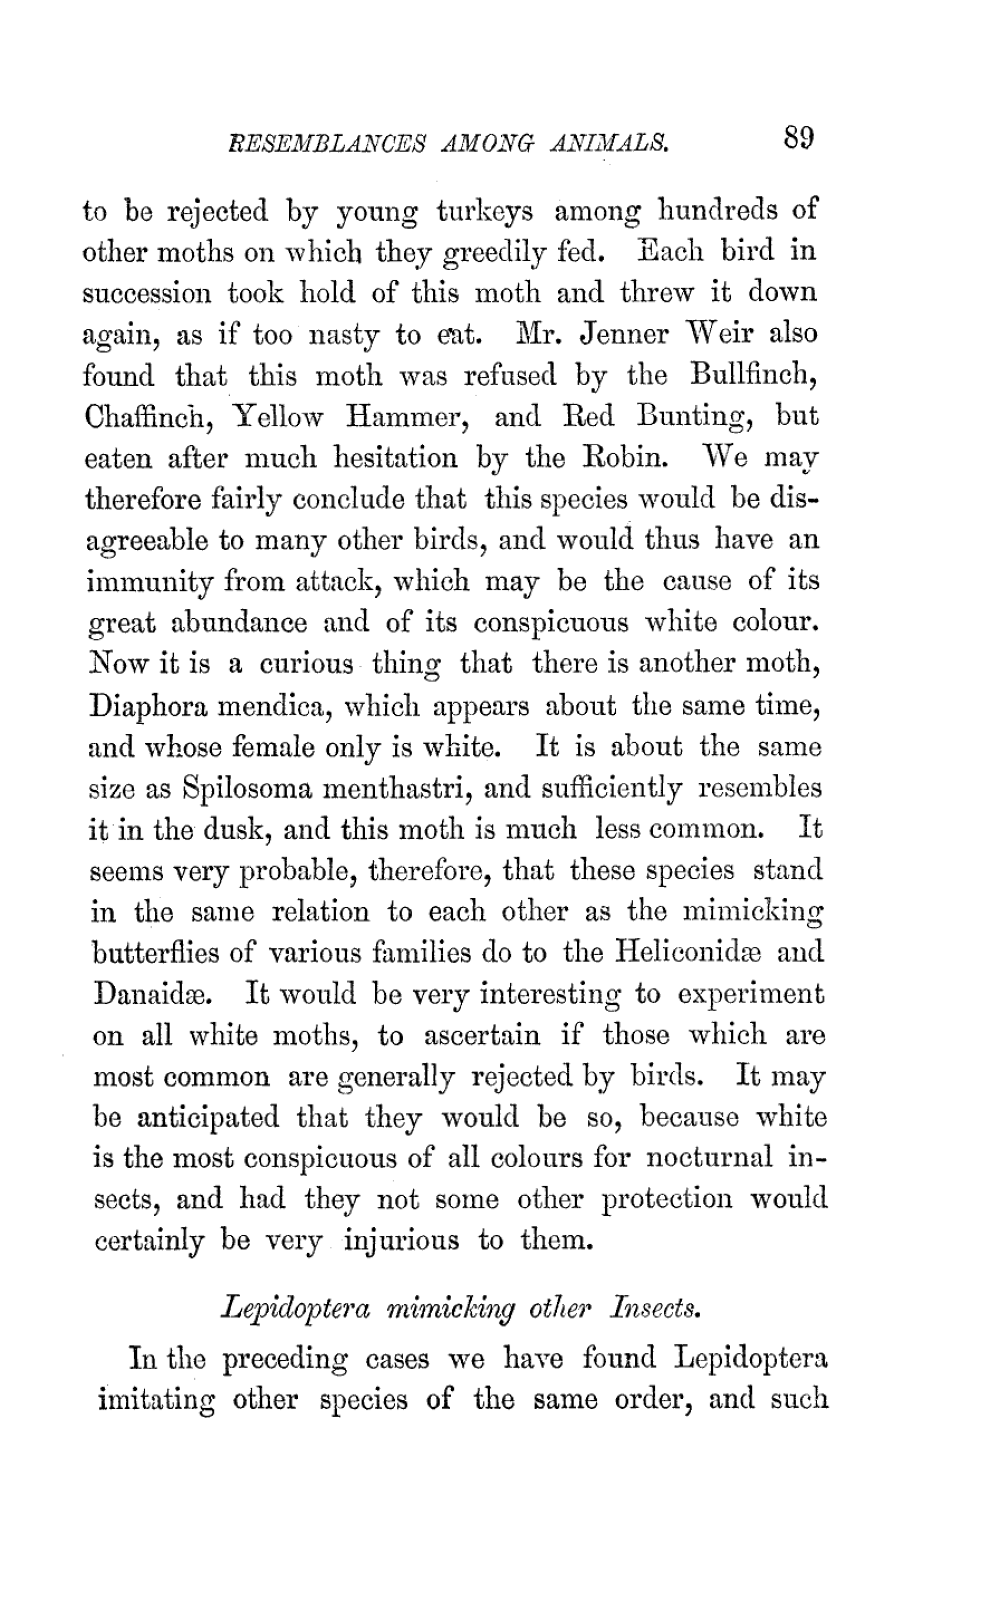 RESEMBLANCES AMONG ANIMALS. 89
to be rejected by young turkeys among hundreds of
other moths on which they greedily fed. Each bird in
succession took hold of this moth and threw it down
again, as if too nasty to eat. Mr. Jenner Weir also
found that this moth was refused by the Bullfinch,
Chaffinch, Yellow Hammer, and Red Bunting, but
eaten after much hesitation by the Robin. We may
therefore fairly conclude that this species would be dis-
agreeable to many other birds, and would thus have an
immunity from attack, which may be the cause of its
great abundance and of its conspicuous white colour.
Now it is a curious thing that there is another moth,
Diaphora mendica, which appears about the same time,
and whose female only is white. It is about the same
size as Spilosoma menthastri, and sufficiently resembles
it in the dusk, and this moth is much less common. It
seems very probable, therefore, that these species stand
in the same relation to each other as the mimicking
butterflies of various families do to the Heliconidæ and
Danaidæ. It would be very interesting to experiment
on all white moths, to ascertain if those which are
most common are generally rejected by birds. It may
be anticipated that they would be so, because white
is the most conspicuous of all colours for nocturnal in-
sects, and had they not some other protection would
certainly be very injurious to them.
Lepidoptera mimicking other Insects.
In the preceding cases we have found Lepidoptera
imitating other species of the same order, and such